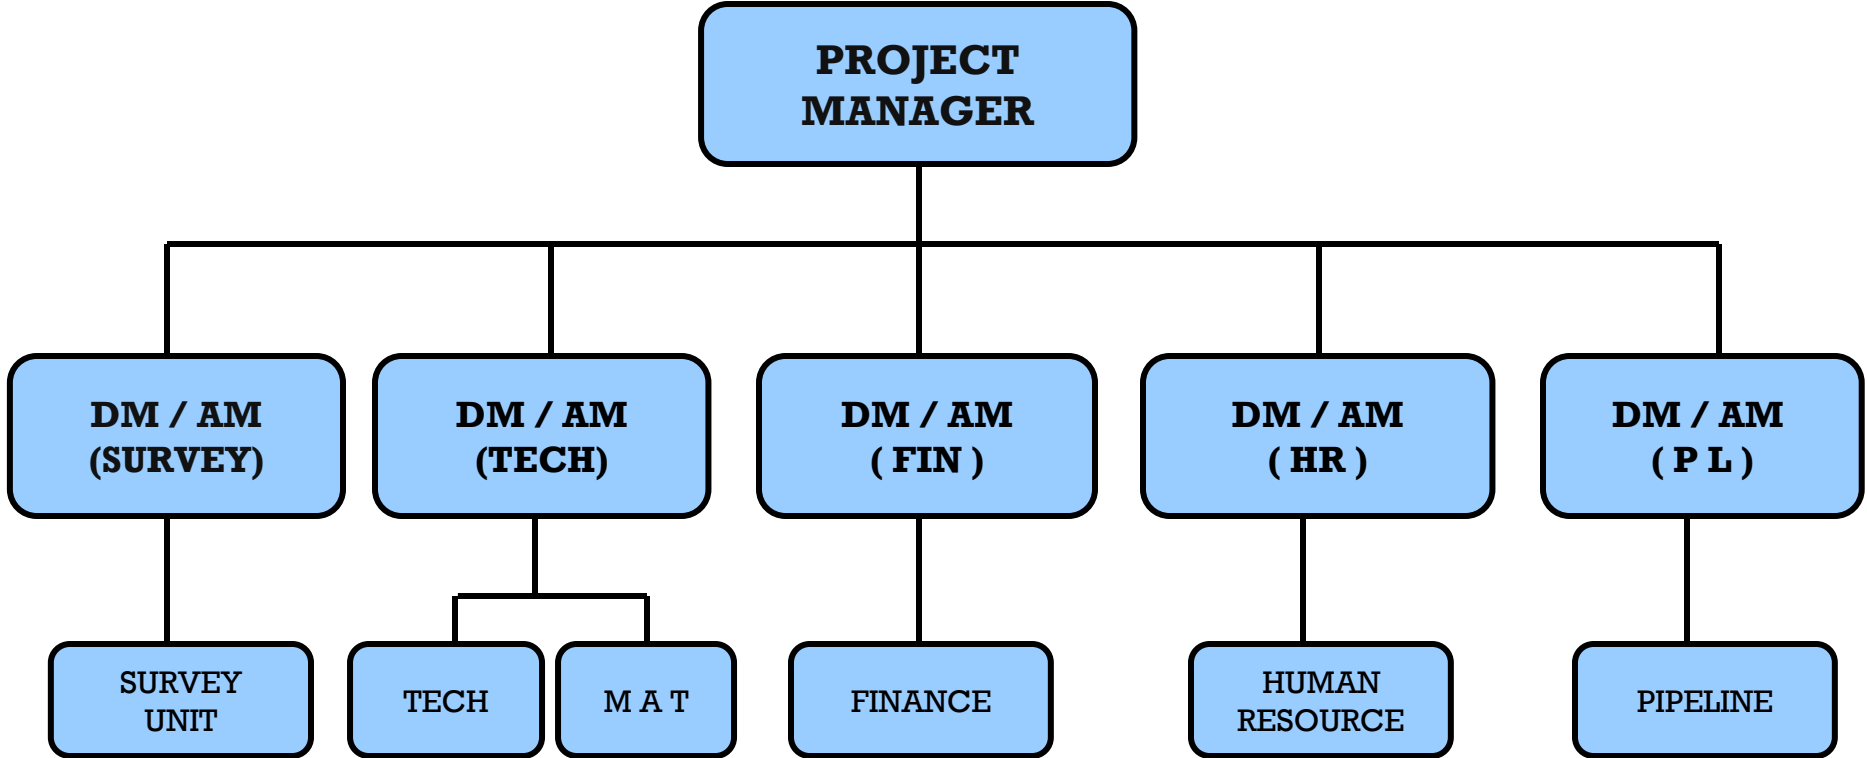 PROJECT
MANAGER
DM / AM
(SURVEY)
DM / AM
(TECH)
DM / AM
( FIN )
DM / AM
( HR )
DM / AM
( P L )
SURVEY
UNIT
TECH
M A T
FINANCE
HUMAN
RESOURCE
PIPELINE